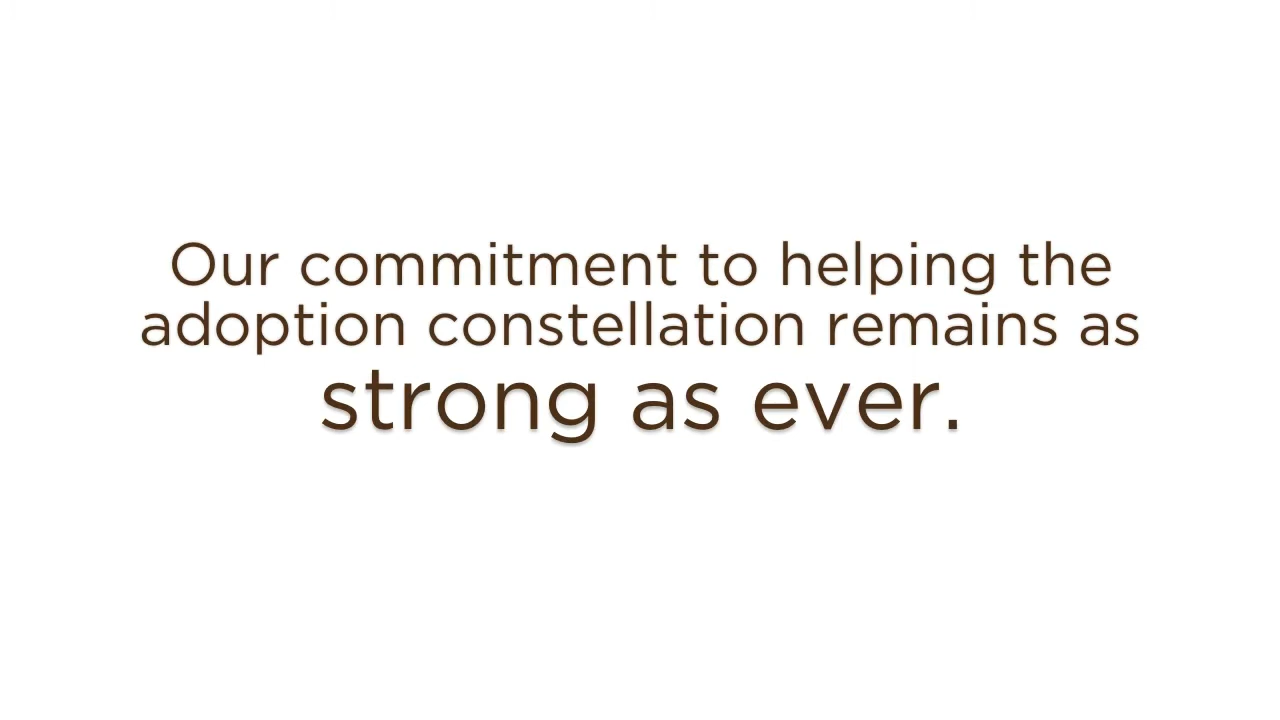 Our commitment to helping the
adoption constellation remains as
strong as ever.